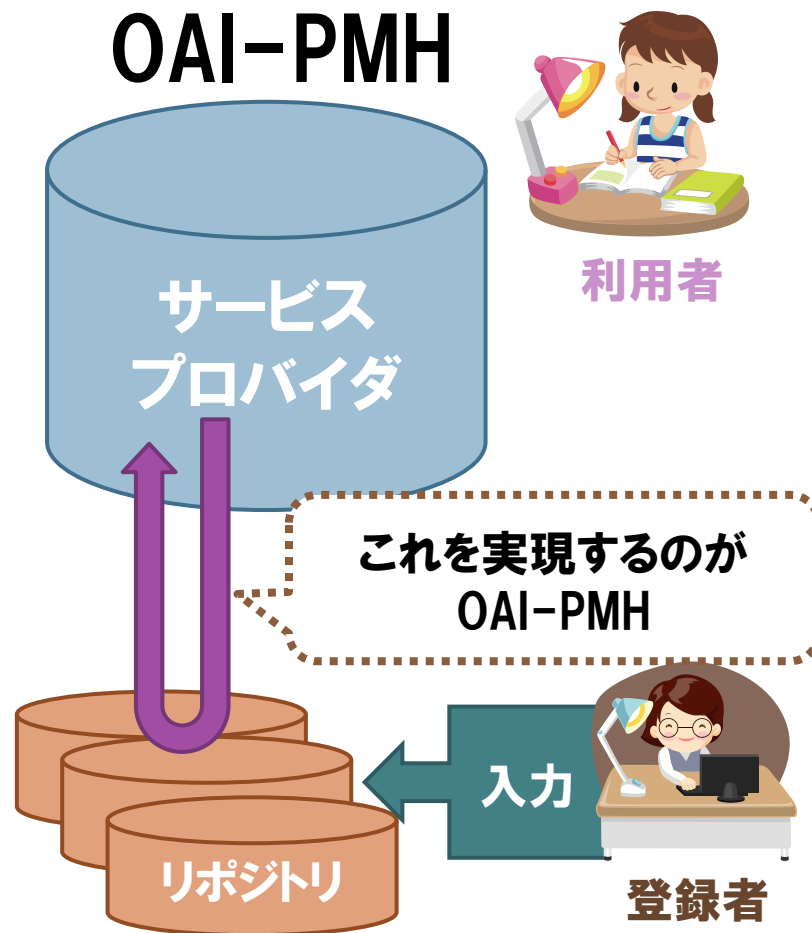 OAI-PMH
利用者
サービス
プロバイダ
これを実現するのが
OAI-PMH
入力
リポジトリ
登録者